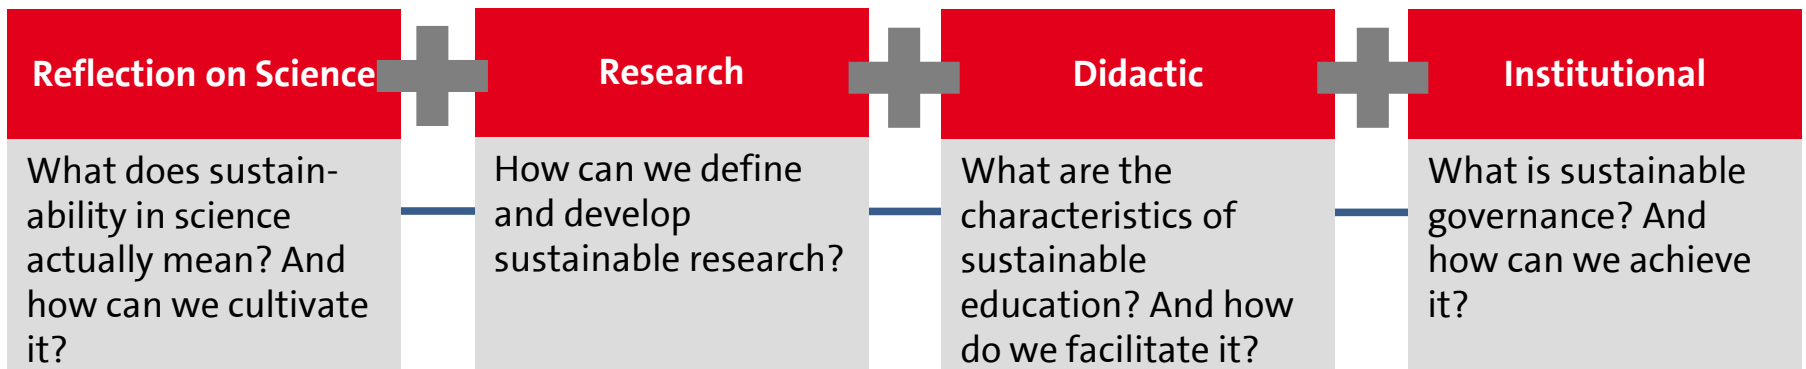 Reflection on Science
What does sustain-
ability in science
actually mean? And
how can we cultivate
it?
Research
How can we define
and develop
sustainable research?
Didactic
What are the
characteristics of
sustainable
education? And how
do we facilitate it?
Institutional
What is sustainable
governance? And
how can we achieve
it?